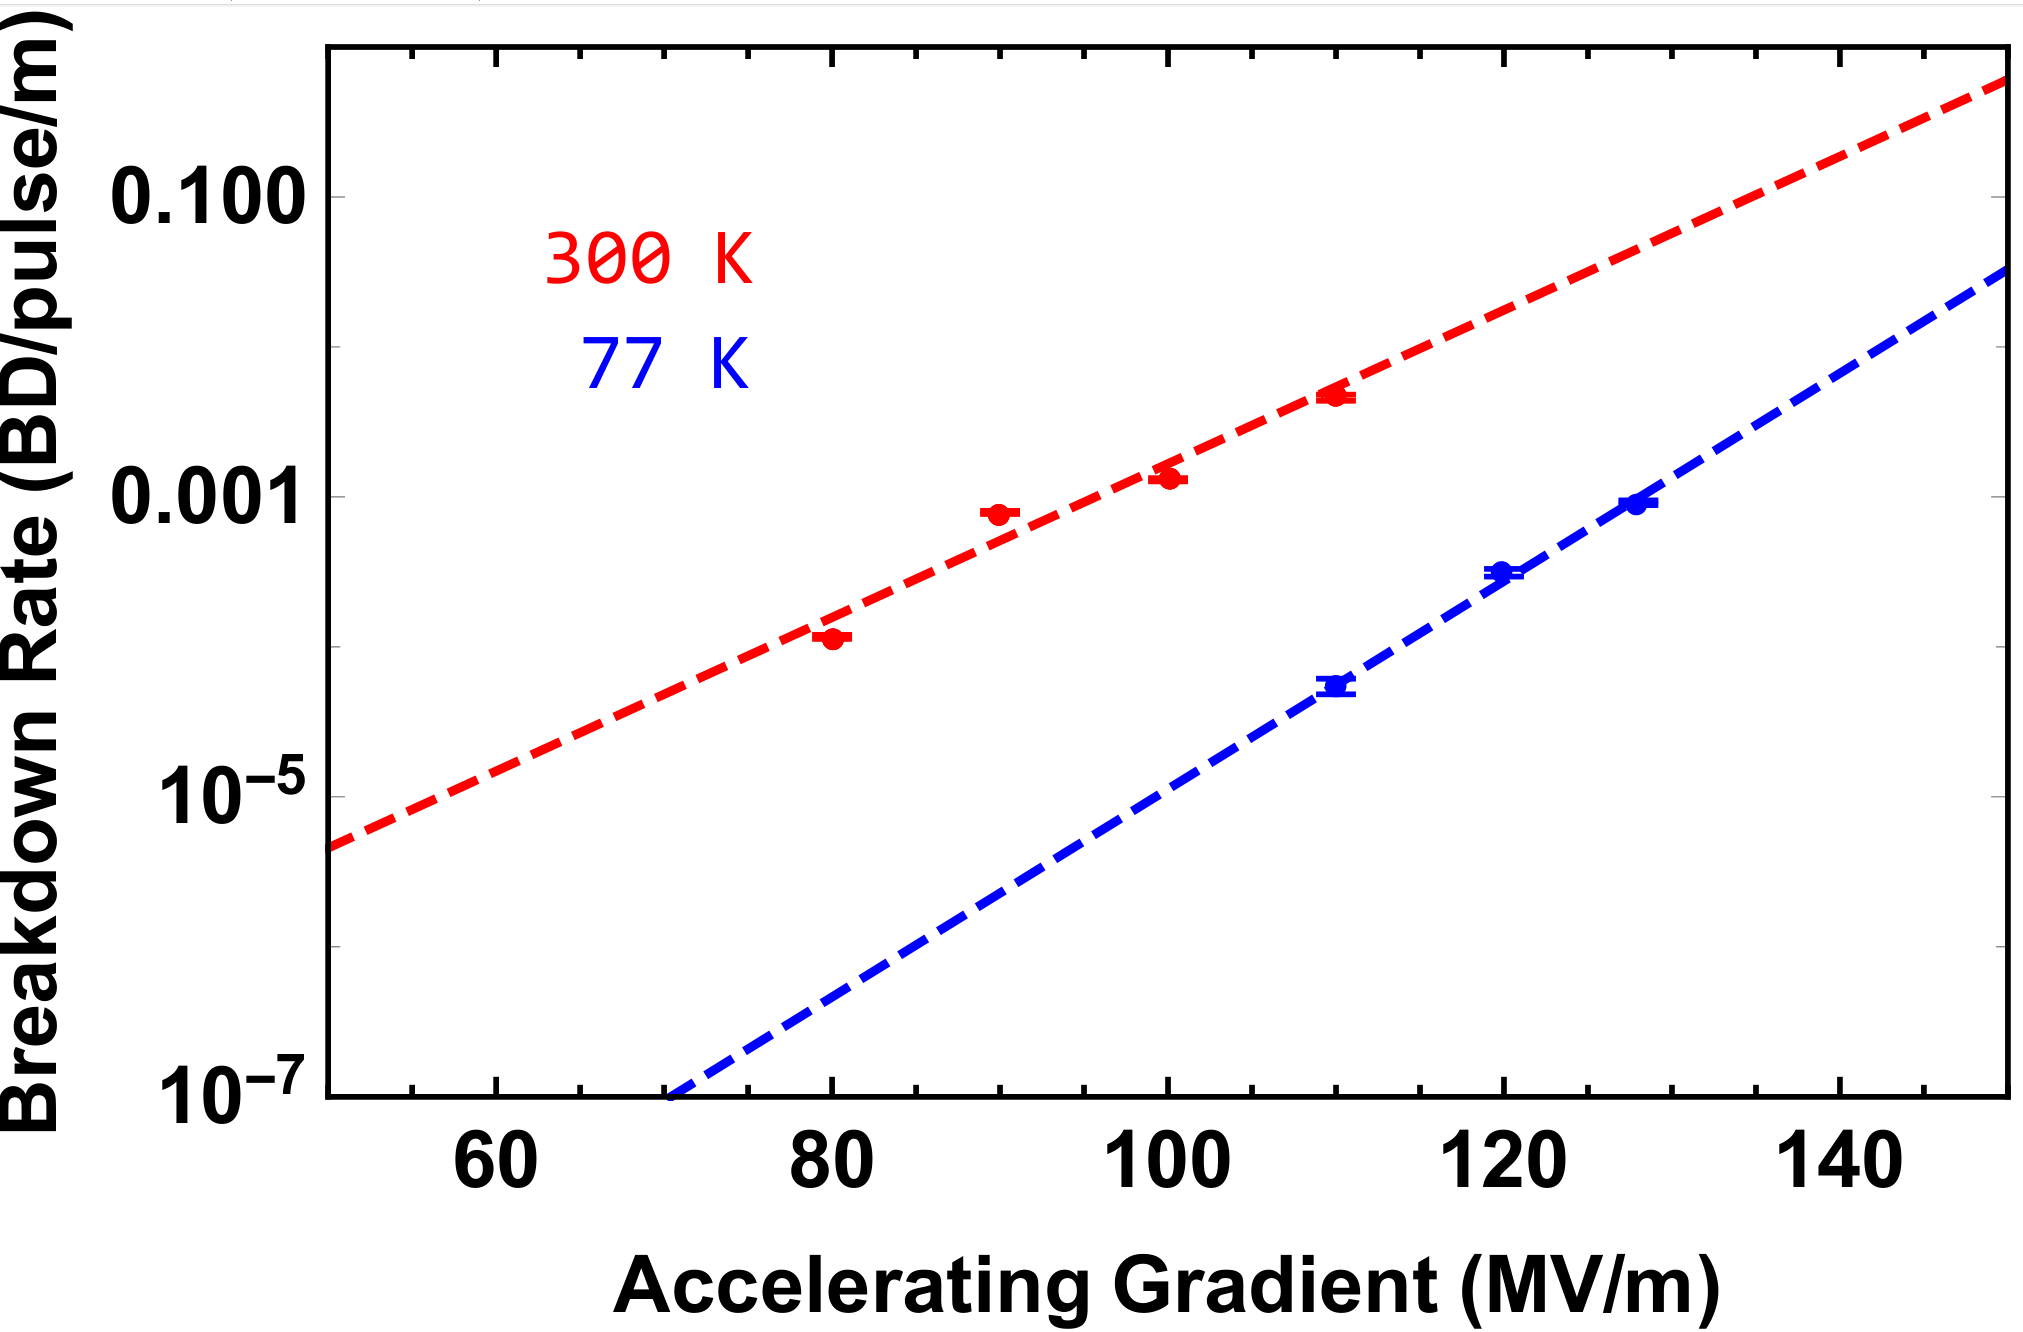 Breakdown Rate (BD/pulse/m)
0.100
0.001
10⁻⁵
10⁻⁷
300 K
77 K
60 80 100 120 140
Accelerating Gradient (MV/m)